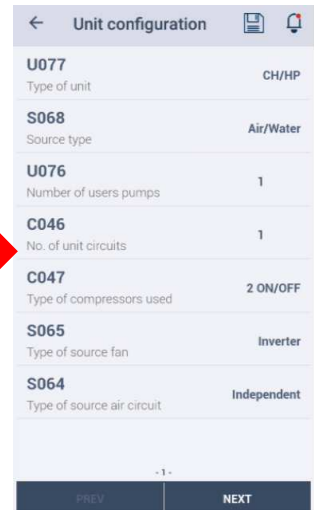 Unit configuration
U077
Type of unit
CH/HP
S068
Source type
Air/Water
U076
Number of users pumps
1
C046
No. of unit circuits
1
C047
Type of compressors used
2 ON/OFF
S065
Type of source fan
Inverter
S064
Type of source air circuit
Independent
- 1 -
PREV
NEXT